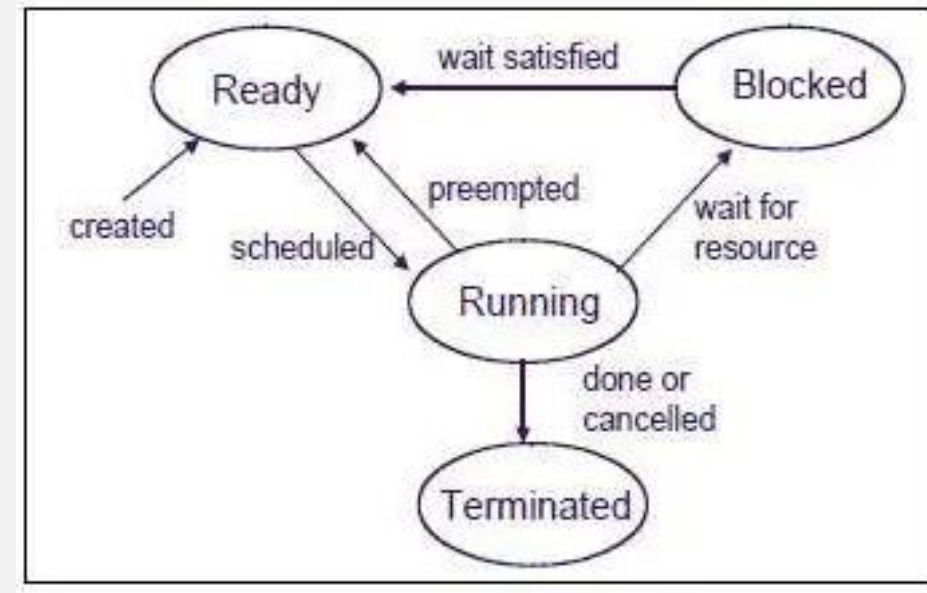 wait satisfied
Ready
Blocked
preempted
wait for
resource
created
scheduled
Running
done or
cancelled
Terminated